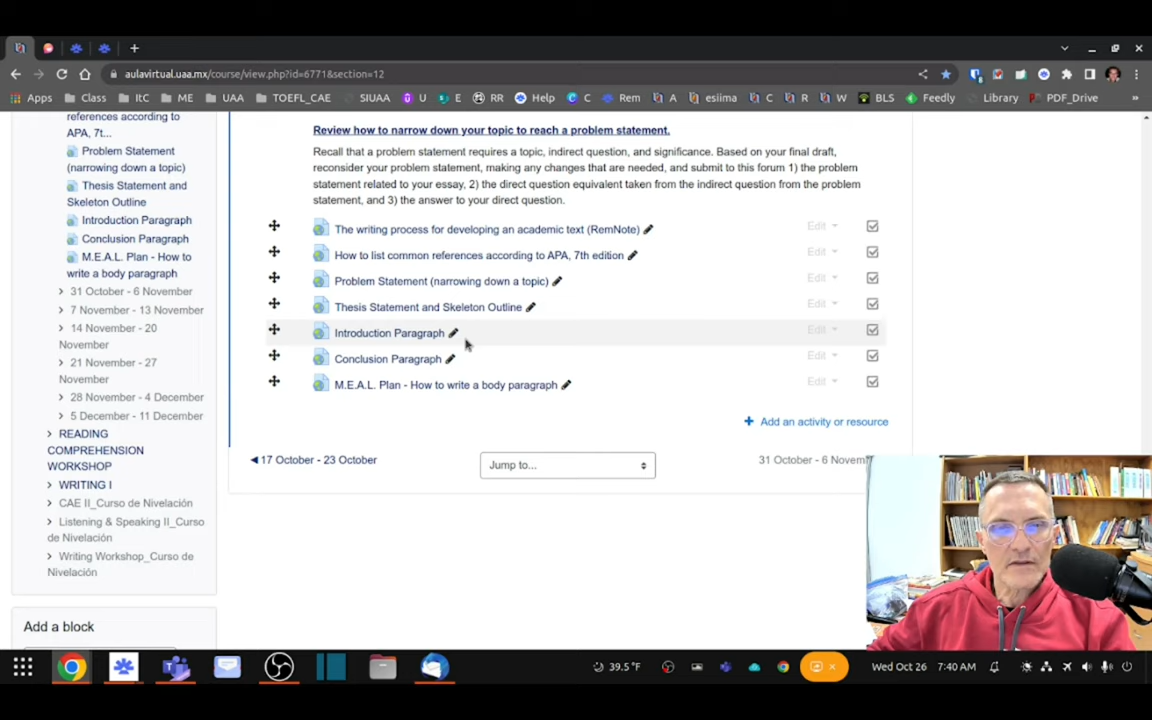 aulavirtual.uaa.mx/course/view.php?id=6771&section=12
Apps Class ItC ME UAA TOEFL_CAE SIUAA U E RR Help C Rem A esiima C R W BLS Feedly Library PDF_Drive »
references according to
APA, 7t...
Problem Statement
(narrowing down a topic)
Thesis Statement and
Skeleton Outline
Introduction Paragraph
Conclusion Paragraph
M.E.A.L. Plan - How to
write a body paragraph
31 October - 6 November
7 November - 13 November
14 November - 20
November
21 November - 27
November
28 November - 4 December
5 December - 11 December
READING
COMPREHENSION
WORKSHOP
WRITING I
CAE II_Curso de Nivelación
Listening & Speaking II_Curso
de Nivelación
Writing Workshop_Curso de
Nivelación
Add a block
Review how to narrow down your topic to reach a problem statement.
Recall that a problem statement requires a topic, indirect question, and significance. Based on your final draft,
reconsider your problem statement, making any changes that are needed, and submit to this forum 1) the problem
statement related to your essay, 2) the direct question equivalent taken from the indirect question from the problem
statement, and 3) the answer to your direct question.
The writing process for developing an academic text (RemNote) Edit
How to list common references according to APA, 7th edition Edit
Problem Statement (narrowing down a topic) Edit
Thesis Statement and Skeleton Outline Edit
Introduction Paragraph Edit
Conclusion Paragraph Edit
M.E.A.L. Plan - How to write a body paragraph Edit
+ Add an activity or resource
17 October - 23 October Jump to... 31 October - 6 Novem
39.5 °F Wed Oct 26 7:40 AM